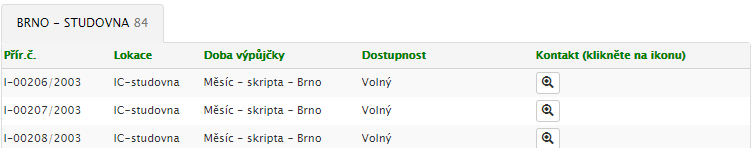 BRNO - STUDOVNA 84
Přír.č. Lokace Doba výpůjčky Dostupnost Kontakt (klikněte na ikonu)
I-00206/2003 IC-studovna Měsíc - skripta - Brno Volný
I-00207/2003 IC-studovna Měsíc - skripta - Brno Volný
I-00208/2003 IC-studovna Měsíc - skripta - Brno Volný